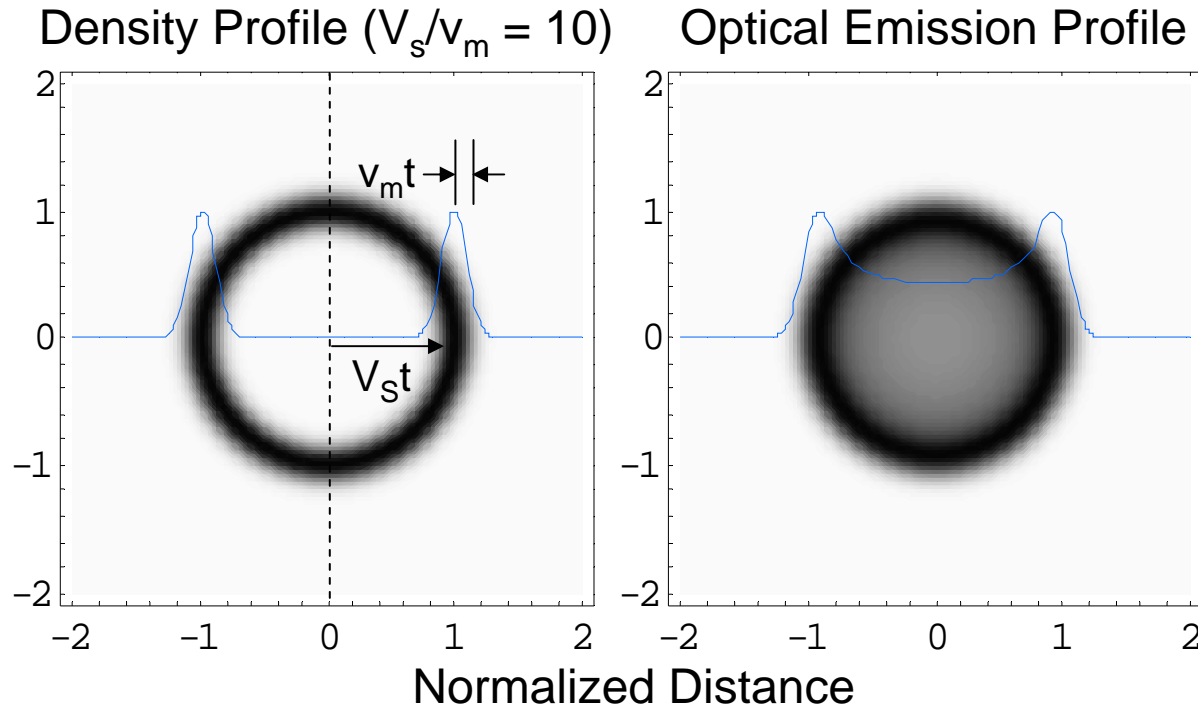 Density Profile (Vs/vm = 10)
Optical Emission Profile
2
1
0
-1
-2
vmt
VSt
-2 -1 0 1 2
2
1
0
-1
-2
-2 -1 0 1 2
Normalized Distance